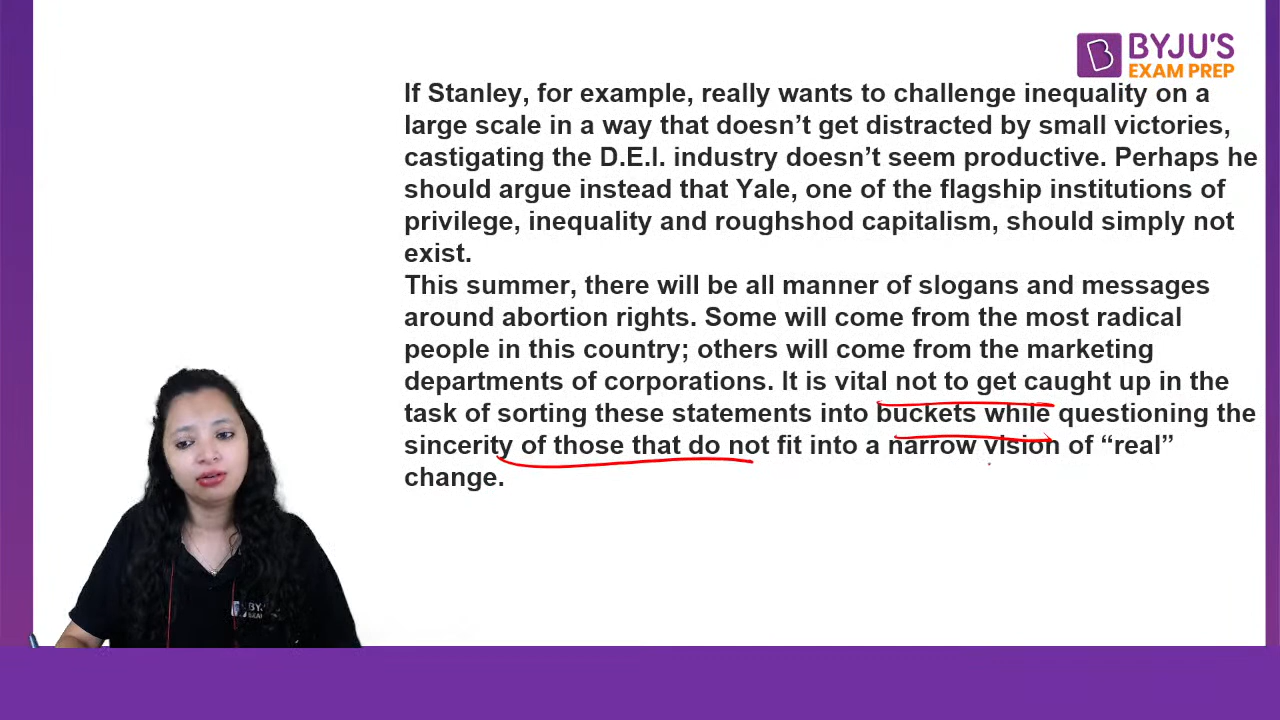 BYJU'S
EXAM PREP
If Stanley, for example, really wants to challenge inequality on a
large scale in a way that doesn’t get distracted by small victories,
castigating the D.E.I. industry doesn’t seem productive. Perhaps he
should argue instead that Yale, one of the flagship institutions of
privilege, inequality and roughshod capitalism, should simply not
exist.
This summer, there will be all manner of slogans and messages
around abortion rights. Some will come from the most radical
people in this country; others will come from the marketing
departments of corporations. It is vital not to get caught up in the
task of sorting these statements into buckets while questioning the
sincerity of those that do not fit into a narrow vision of “real”
change.